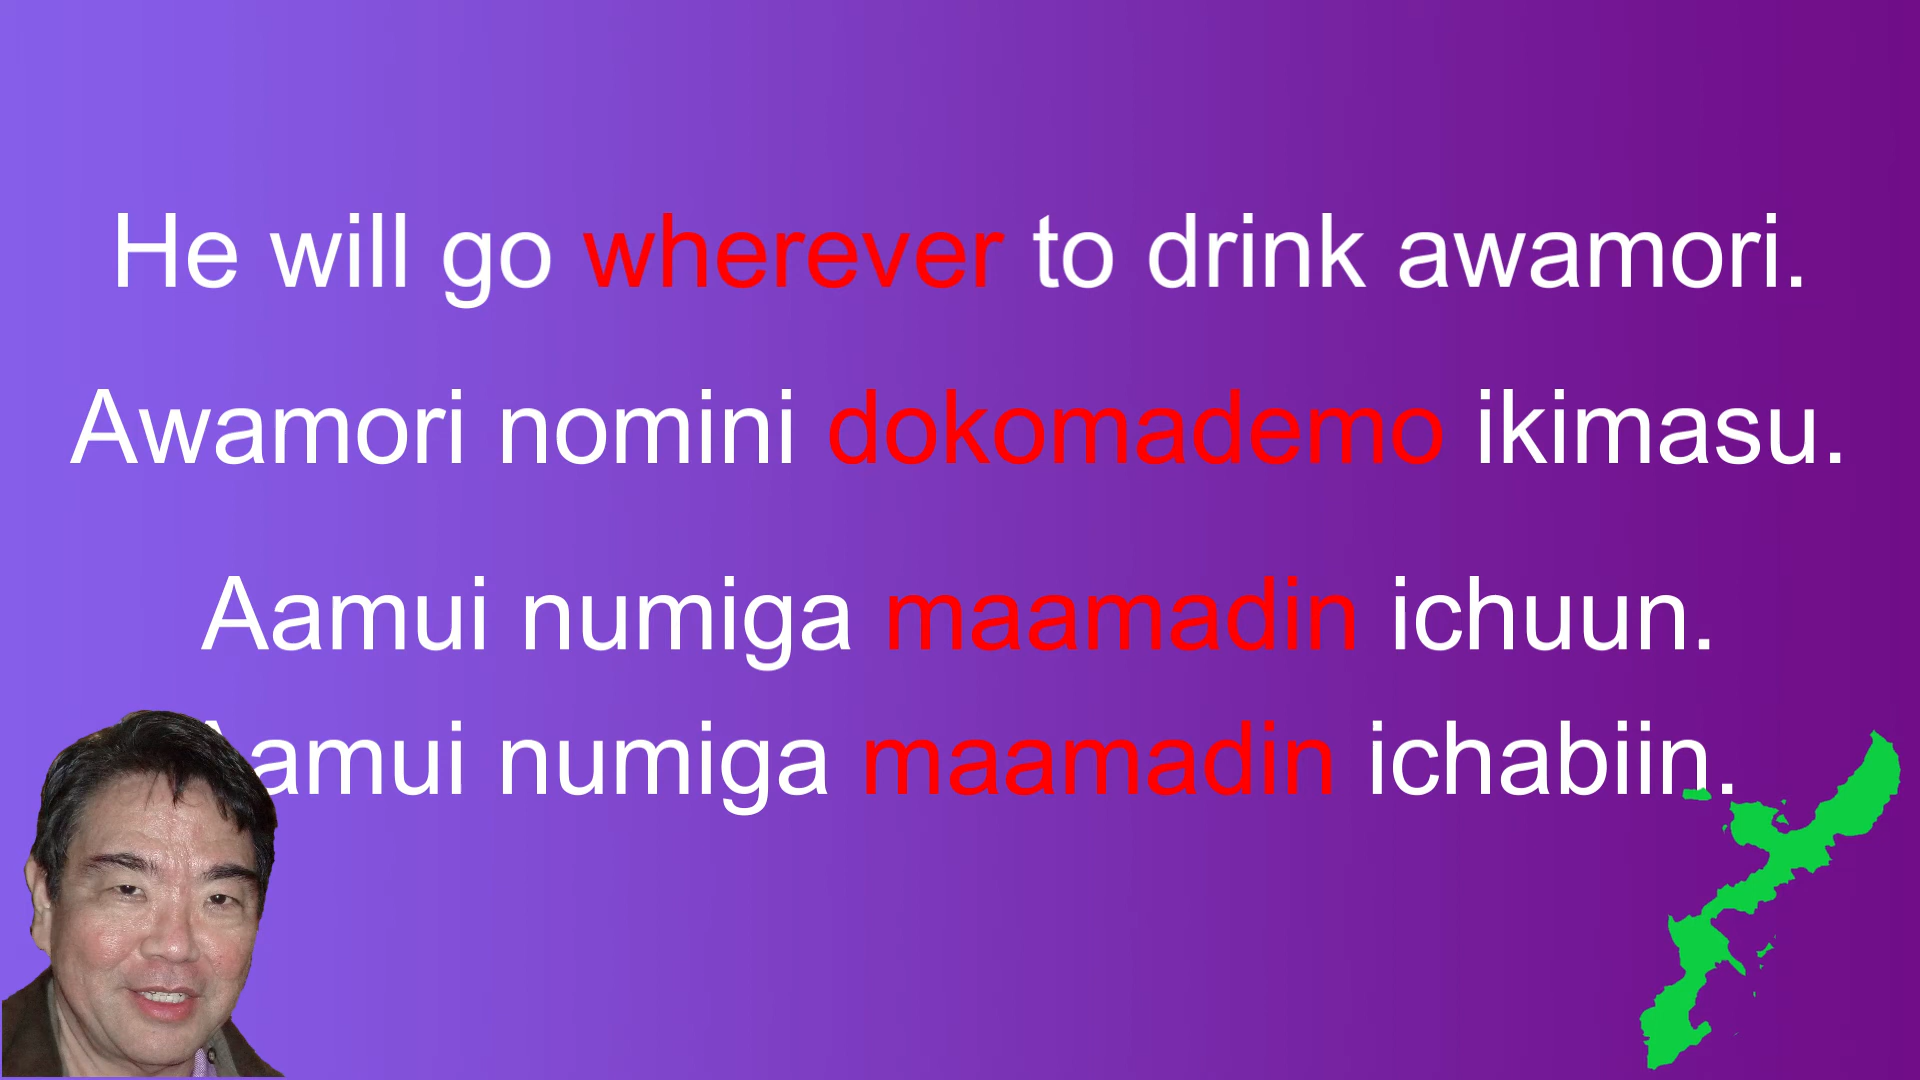 He will go wherever to drink awamori.
Awamori nomini dokomademo ikimasu.
Aamui numiga maamadin ichuun.
Aamui numiga maamadin ichabiin.